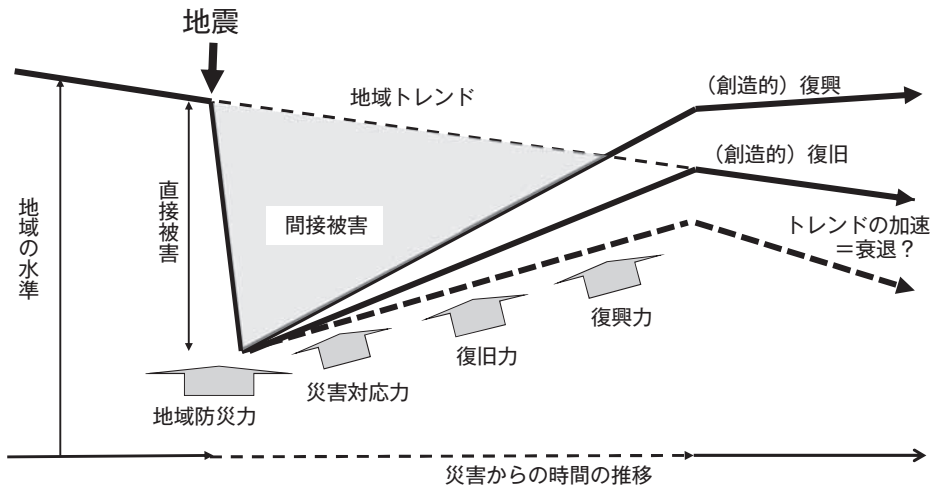 地震
地域トレンド
（創造的）復興
（創造的）復旧
トレンドの加速
＝衰退？
地域の水準
直接被害
間接被害
復興力
復旧力
災害対応力
地域防災力
災害からの時間の推移